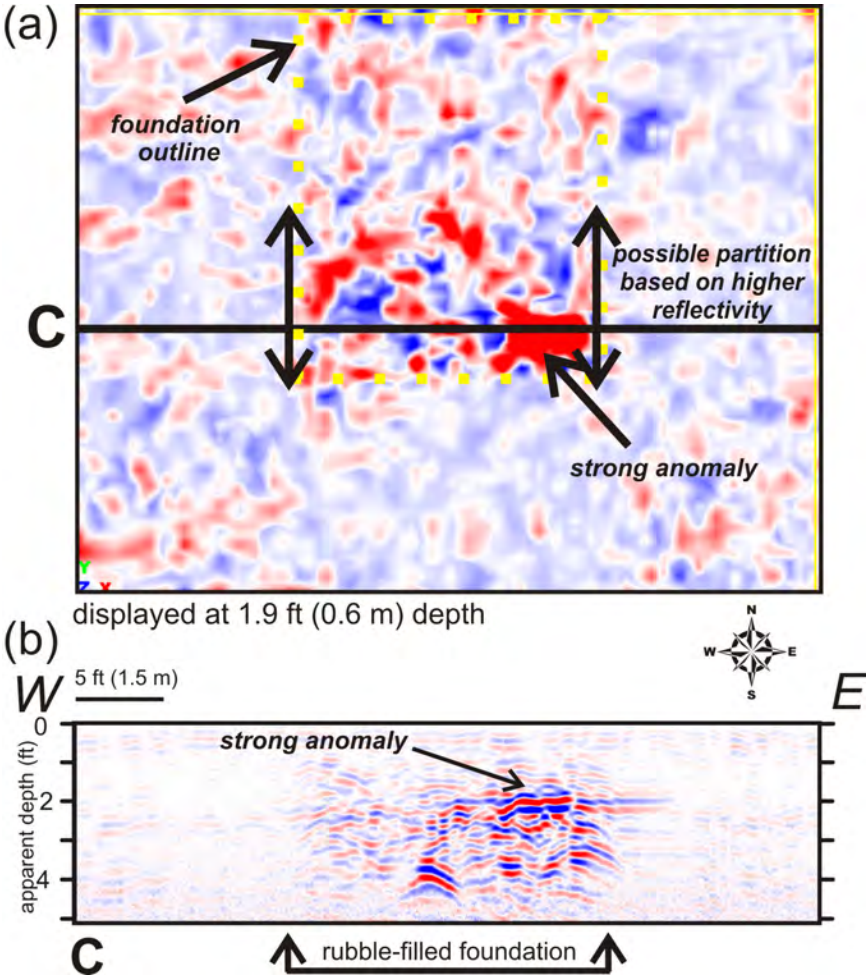 (a)
foundation
outline
possible partition
based on higher
reflectivity
C
strong anomaly
Y
Z X
displayed at 1.9 ft (0.6 m) depth
(b)
N
W E
S
5 ft (1.5 m)
W E
0
strong anomaly
2
4
apparent depth (ft)
C
rubble-filled foundation